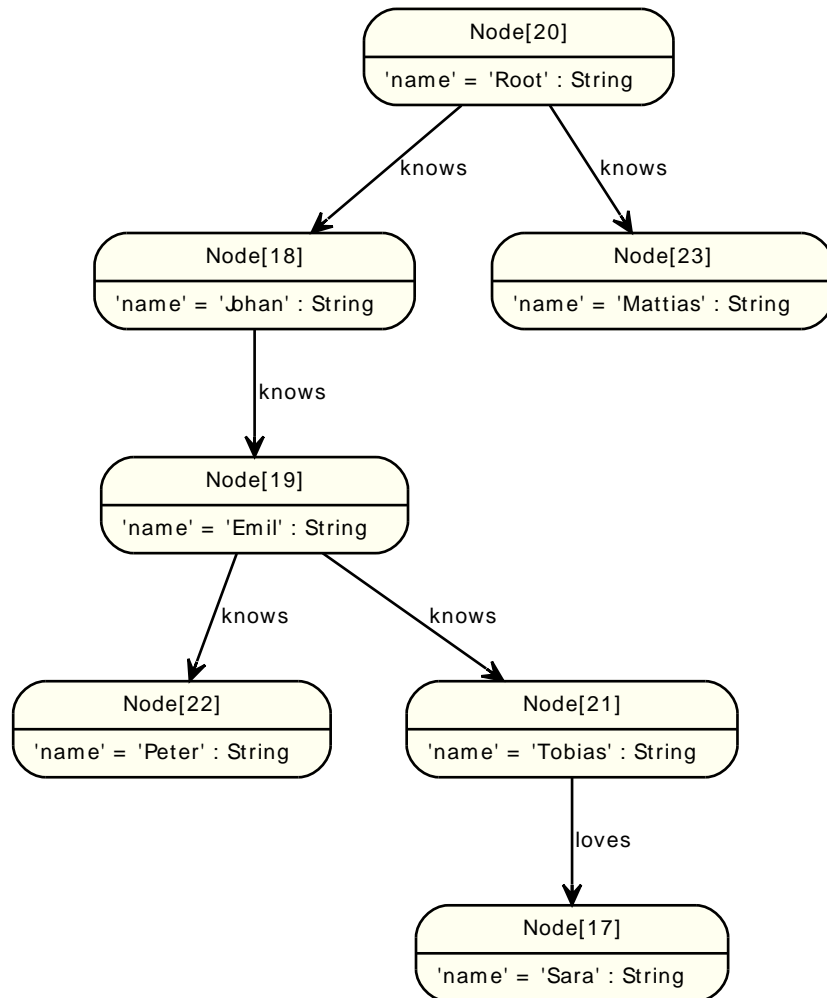 Node[20]
'name' = 'Root' : String
knows
knows
Node[18]
'name' = 'Johan' : String
Node[23]
'name' = 'Mattias' : String
knows
Node[19]
'name' = 'Emil' : String
knows
knows
Node[22]
'name' = 'Peter' : String
Node[21]
'name' = 'Tobias' : String
loves
Node[17]
'name' = 'Sara' : String